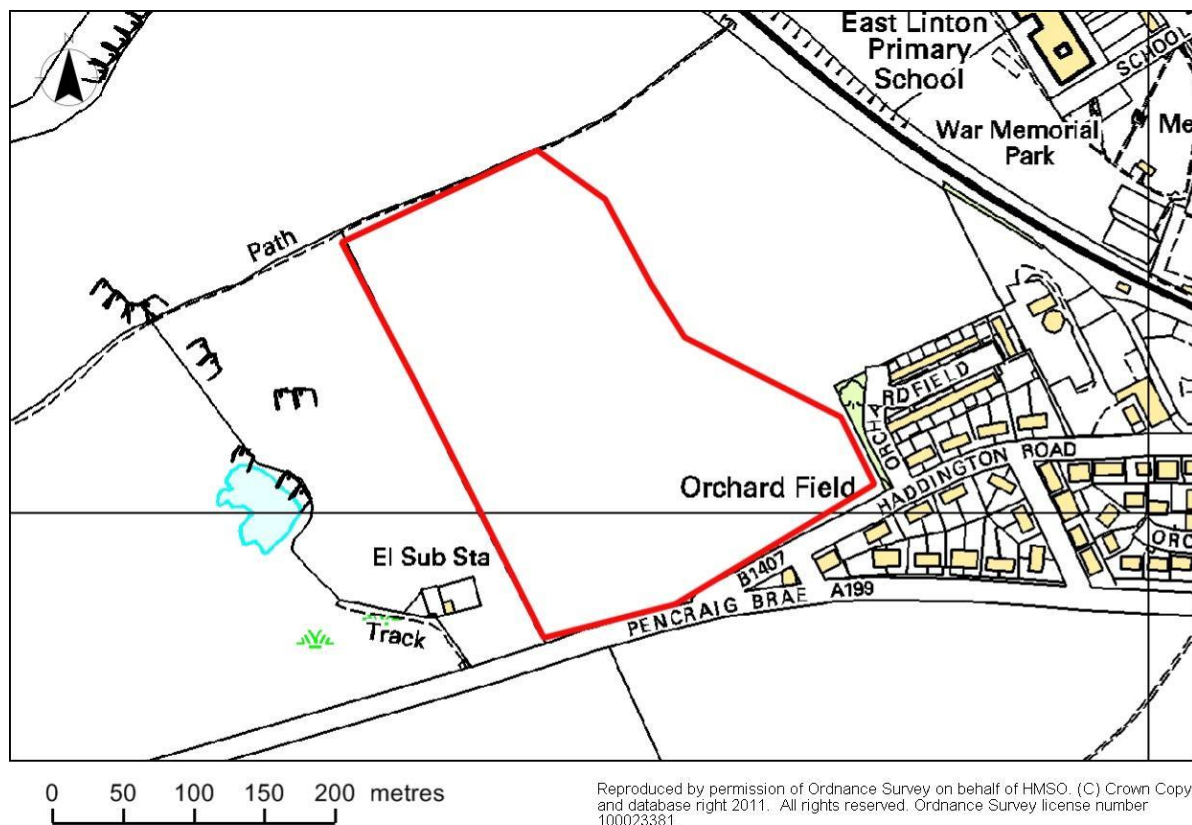 N
East Linton
Primary
School
SCHOOL
War Memorial
Park
Me
Path
ORCHARDFIELD
Orchard Field
HADDINGTON ROAD
El Sub Sta
B1407
ORC
PENCRAIG BRAE A199
Track
0 50 100 150 200 metres
Reproduced by permission of Ordnance Survey on behalf of HMSO. (C) Crown Copy
and database right 2011. All rights reserved. Ordnance Survey license number
100023381